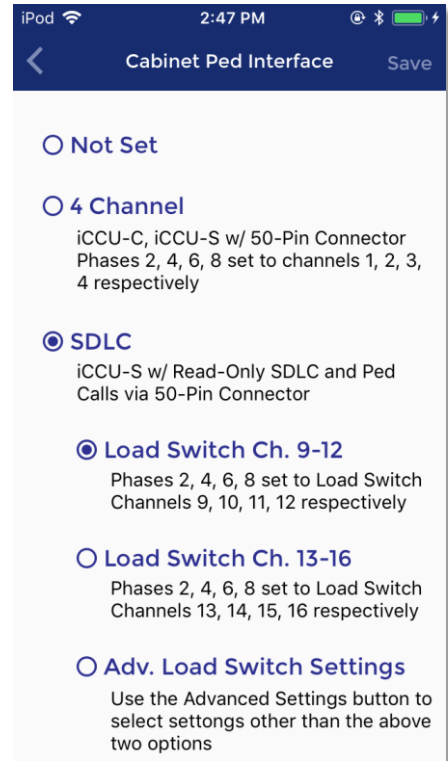 iPod 2:47 PM
Cabinet Ped Interface Save
Not Set
4 Channel
iCCU-C, iCCU-S w/ 50-Pin Connector
Phases 2, 4, 6, 8 set to channels 1, 2, 3,
4 respectively
SDLC
iCCU-S w/ Read-Only SDLC and Ped
Calls via 50-Pin Connector
Load Switch Ch. 9-12
Phases 2, 4, 6, 8 set to Load Switch
Channels 9, 10, 11, 12 respectively
Load Switch Ch. 13-16
Phases 2, 4, 6, 8 set to Load Switch
Channels 13, 14, 15, 16 respectively
Adv. Load Switch Settings
Use the Advanced Settings button to
select settongs other than the above
two options